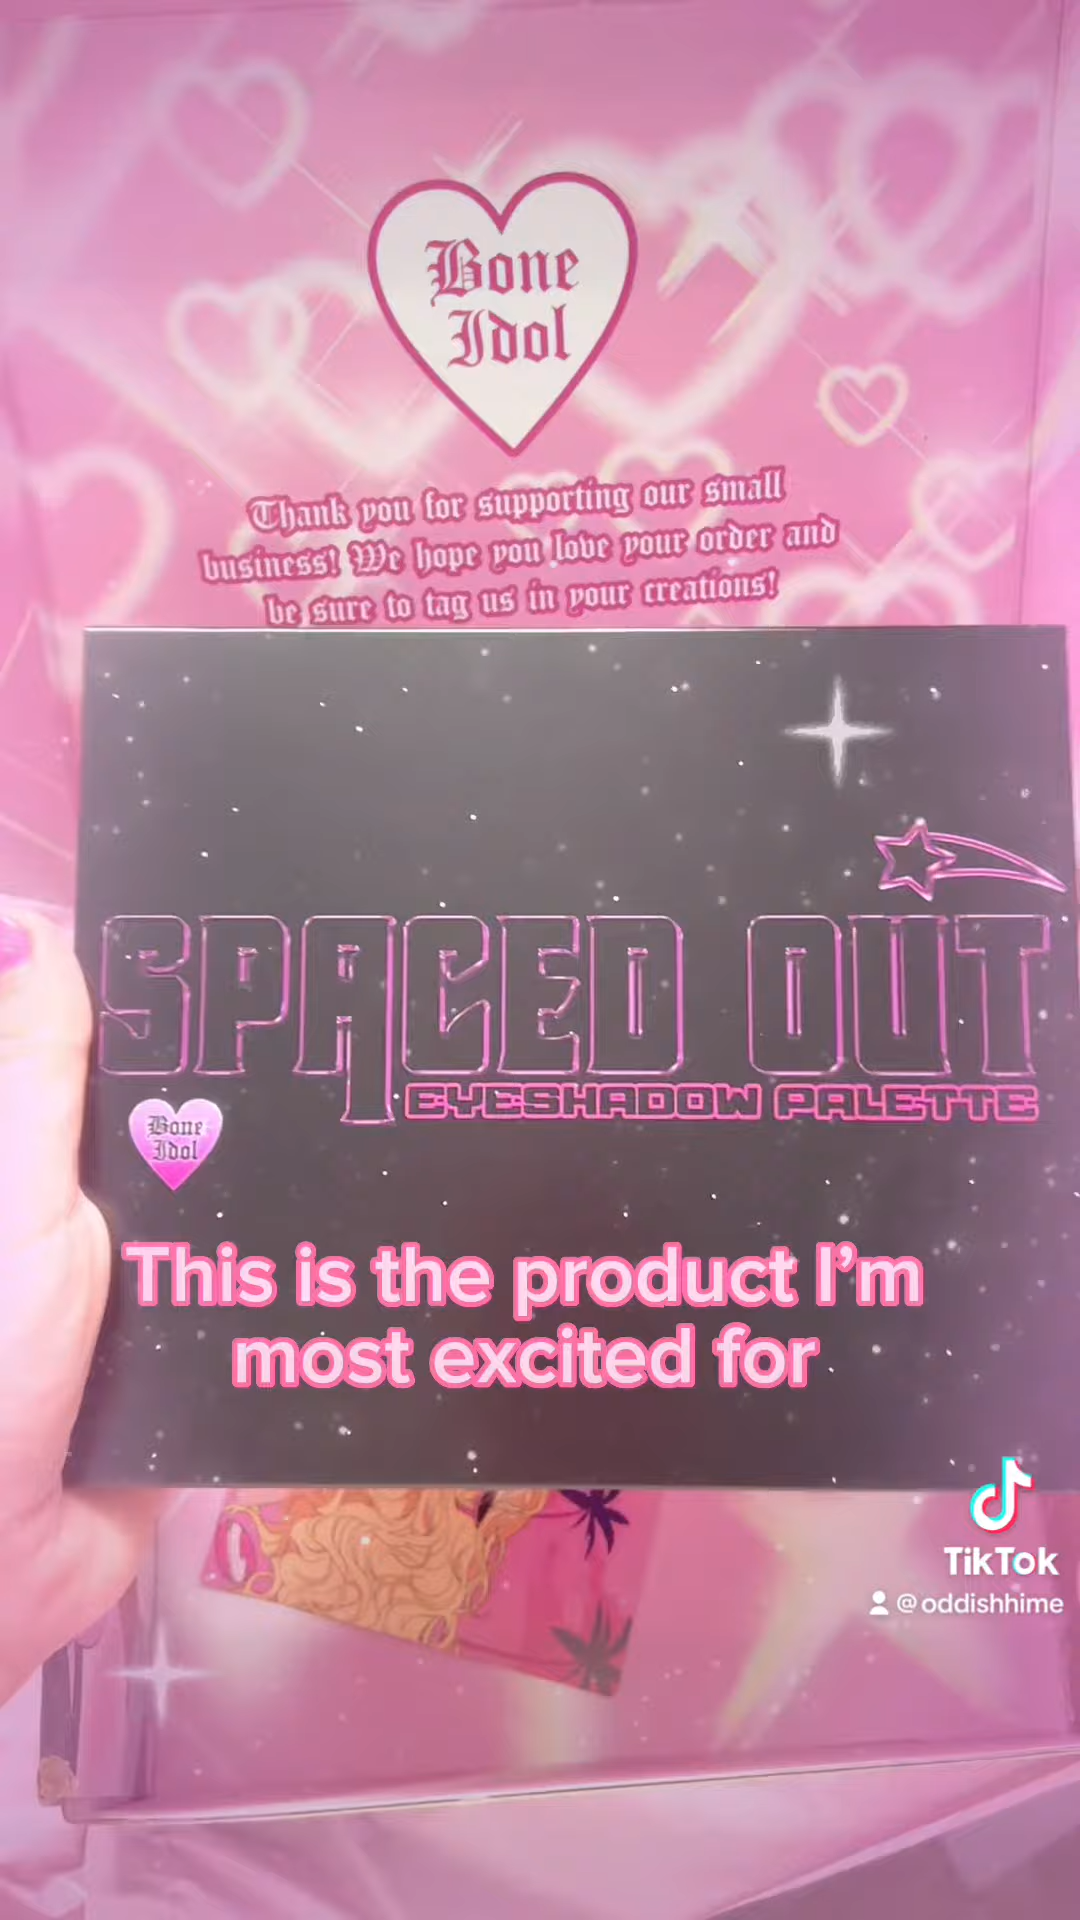 Bone
Idol
Thank you for supporting our small
business! We hope you love your order and
be sure to tag us in your creations!
SPACED OUT
EYESHADOW PALETTE
Bone
Idol
This is the product I’m
most excited for
TikTok
@oddishhime